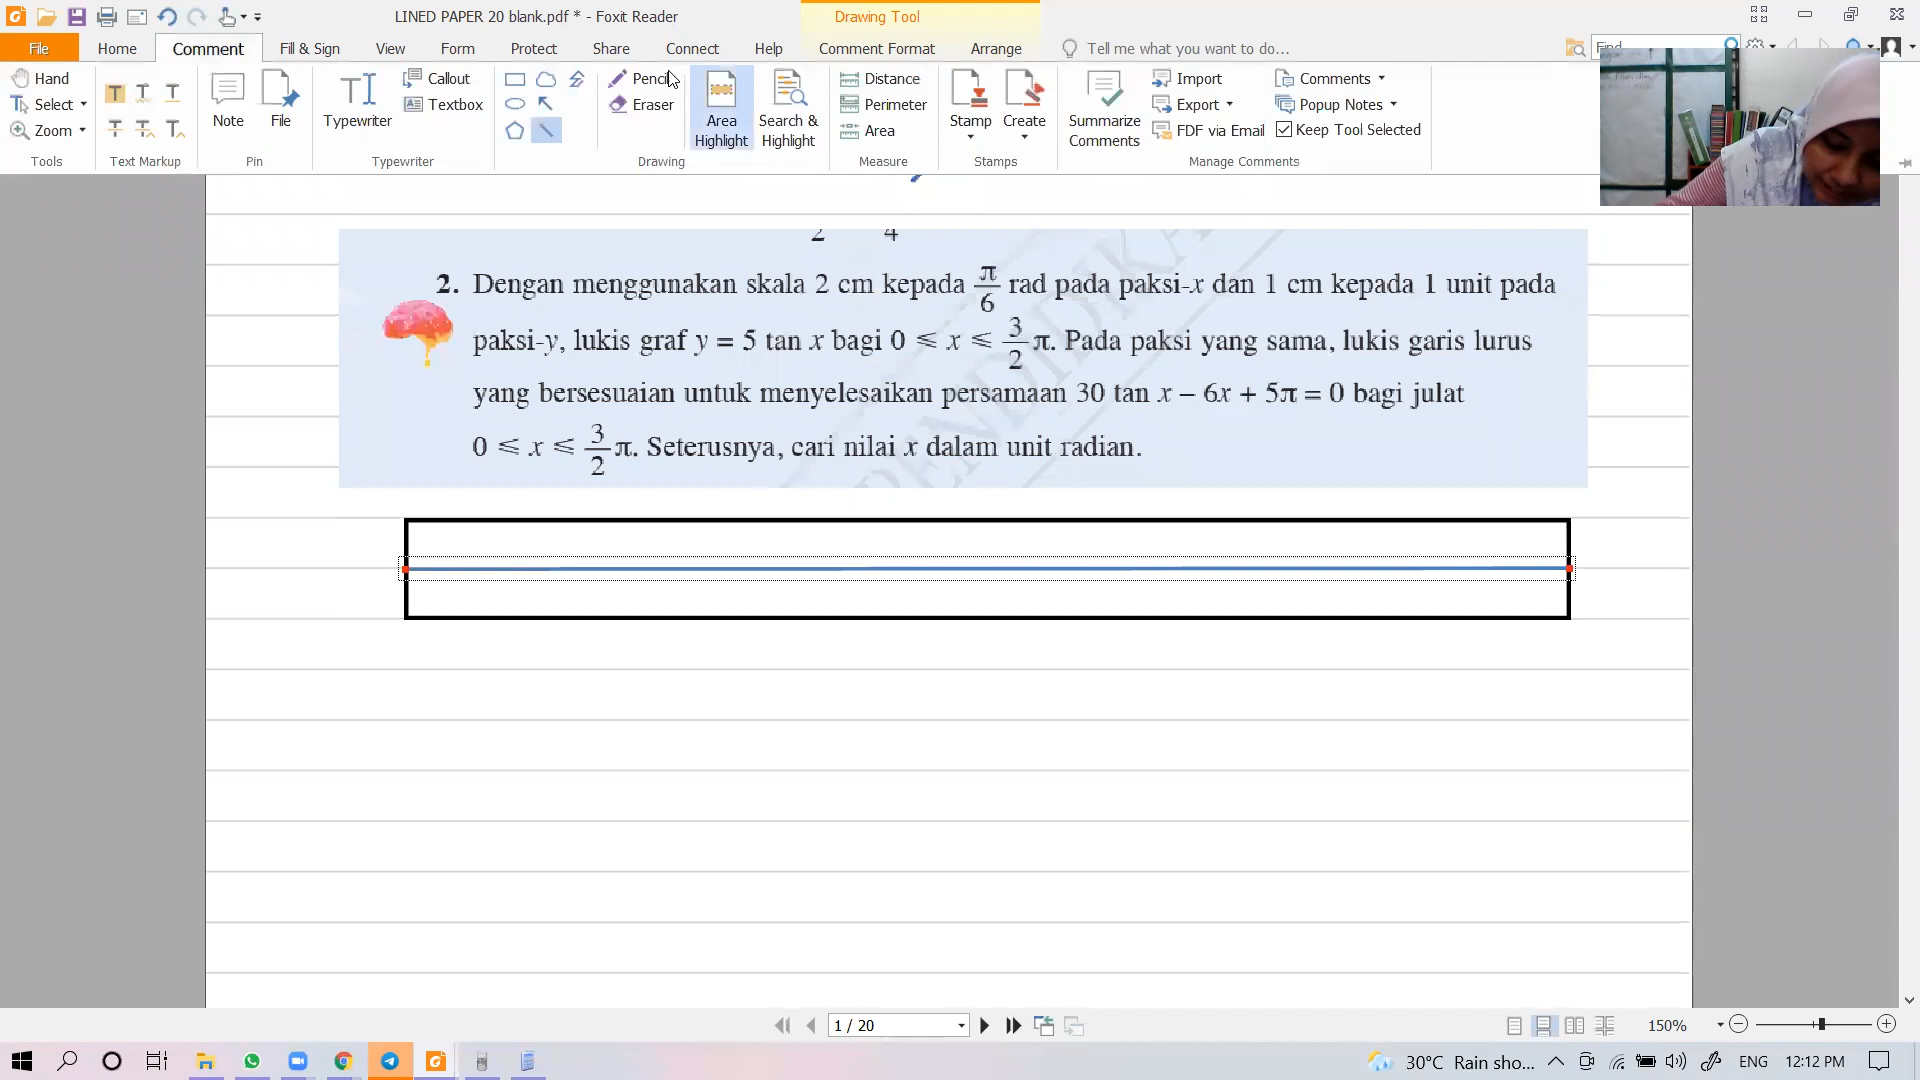 LINED PAPER 20 blank.pdf * - Foxit Reader
Drawing Tool
File Home Comment Fill & Sign View Form Protect Share Connect Help Comment Format Arrange Tell me what you want to do... Find
Hand
Select
Zoom
Tools
Text Markup
Note
File
Pin
Typewriter
Callout
Textbox
Typewriter
Pencil
Eraser
Area Highlight
Search & Highlight
Drawing
Distance
Perimeter
Area
Measure
Stamp
Create
Stamps
Summarize Comments
Import
Export
FDF via Email
Comments
Popup Notes
Keep Tool Selected
Manage Comments
2 4
2. Dengan menggunakan skala 2 cm kepada π/6 rad pada paksi-x dan 1 cm kepada 1 unit pada
paksi-y, lukis graf y = 5 tan x bagi 0 ⩽ x ⩽ 3/2 π. Pada paksi yang sama, lukis garis lurus
yang bersesuaian untuk menyelesaikan persamaan 30 tan x – 6x + 5π = 0 bagi julat
0 ⩽ x ⩽ 3/2 π. Seterusnya, cari nilai x dalam unit radian.
1 / 20
150%
30°C Rain sho... ENG 12:12 PM